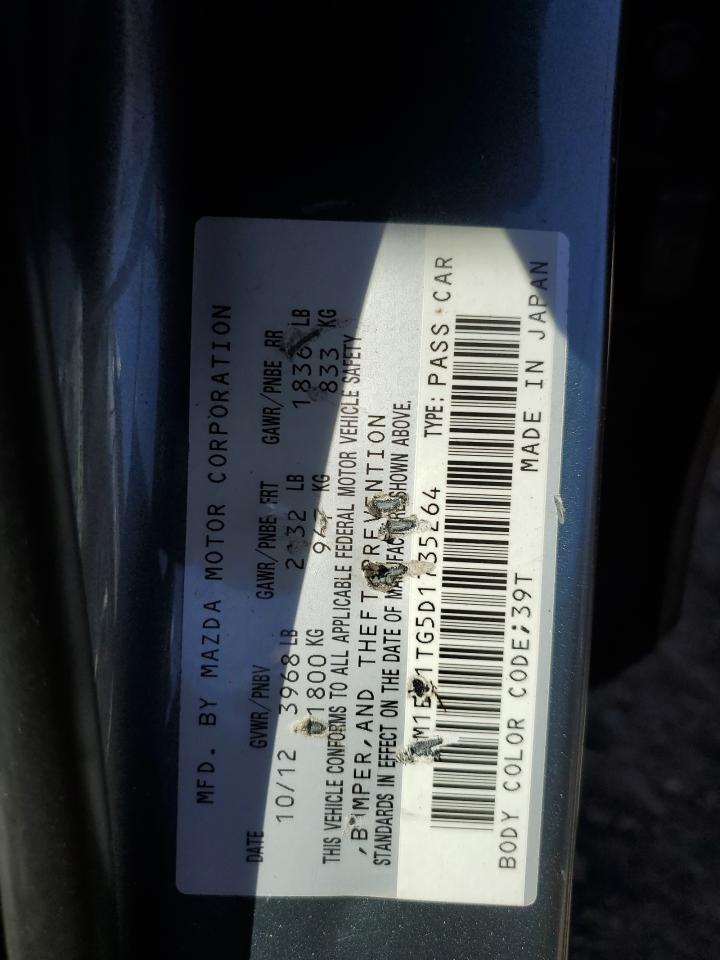 MFD. BY MAZDA MOTOR CORPORATION
DATE GVWR/PNBV GAWR/PNBE FRT GAWR/PNBE RR
10/12 3968 LB LB 1836 LB
1800 KG KG 833 KG
THIS VEHICLE CONFORMS TO ALL APPLICABLE FEDERAL MOTOR VEHICLE SAFETY
,BUMPER,AND THEFT PREVENTION
STANDARDS IN EFFECT ON THE DATE OF MANUFACTURE SHOWN ABOVE.
TYPE: PASS CAR
BODY COLOR CODE;39T MADE IN JAPAN